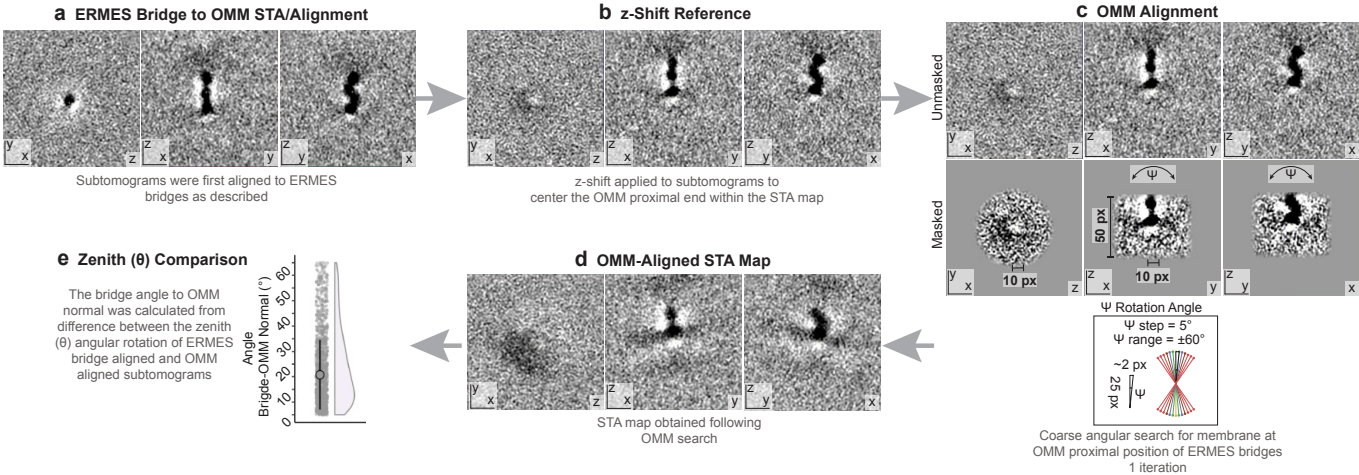 a ERMES Bridge to OMM STA/Alignment
y
x
z
z
x
y
z
y
x
Subtomograms were first aligned to ERMES
bridges as described
b z-Shift Reference
y
x
z
z
x
y
z
y
x
z-shift applied to subtomograms to
center the OMM proximal end within the STA map
c OMM Alignment
Unmasked
y
x
z
z
x
y
z
y
x
Masked
Ψ
Ψ
50 px
10 px
10 px
y
x
z
z
x
y
z
y
x
Ψ Rotation Angle
Ψ step = 5°
Ψ range = ±60°
~2 px
25 px
Ψ
Coarse angular search for membrane at
OMM proximal position of ERMES bridges
1 iteration
d OMM-Aligned STA Map
y
x
z
z
x
y
z
y
x
STA map obtained following
OMM search
e Zenith (θ) Comparison
The bridge angle to OMM
normal was calculated from
difference between the zenith
(θ) angular rotation of ERMES
bridge aligned and OMM
aligned subtomograms
Angle
Brigde-OMM Normal (°)
60
50
40
30
20
10
0